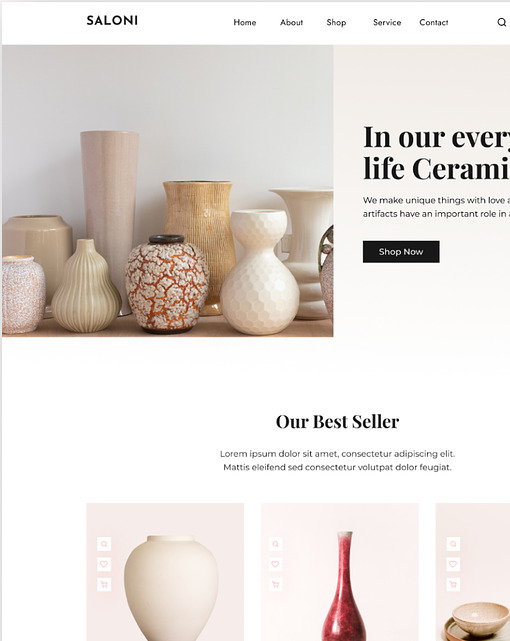 SALONI
Home About Shop Service Contact
In our every
life Cerami
We make unique things with love
artifacts have an important role in
Shop Now
Our Best Seller
Lorem ipsum dolor sit amet, consectetur adipiscing elit.
Mattis eleifend sed consectetur volutpat dolor feugiat.